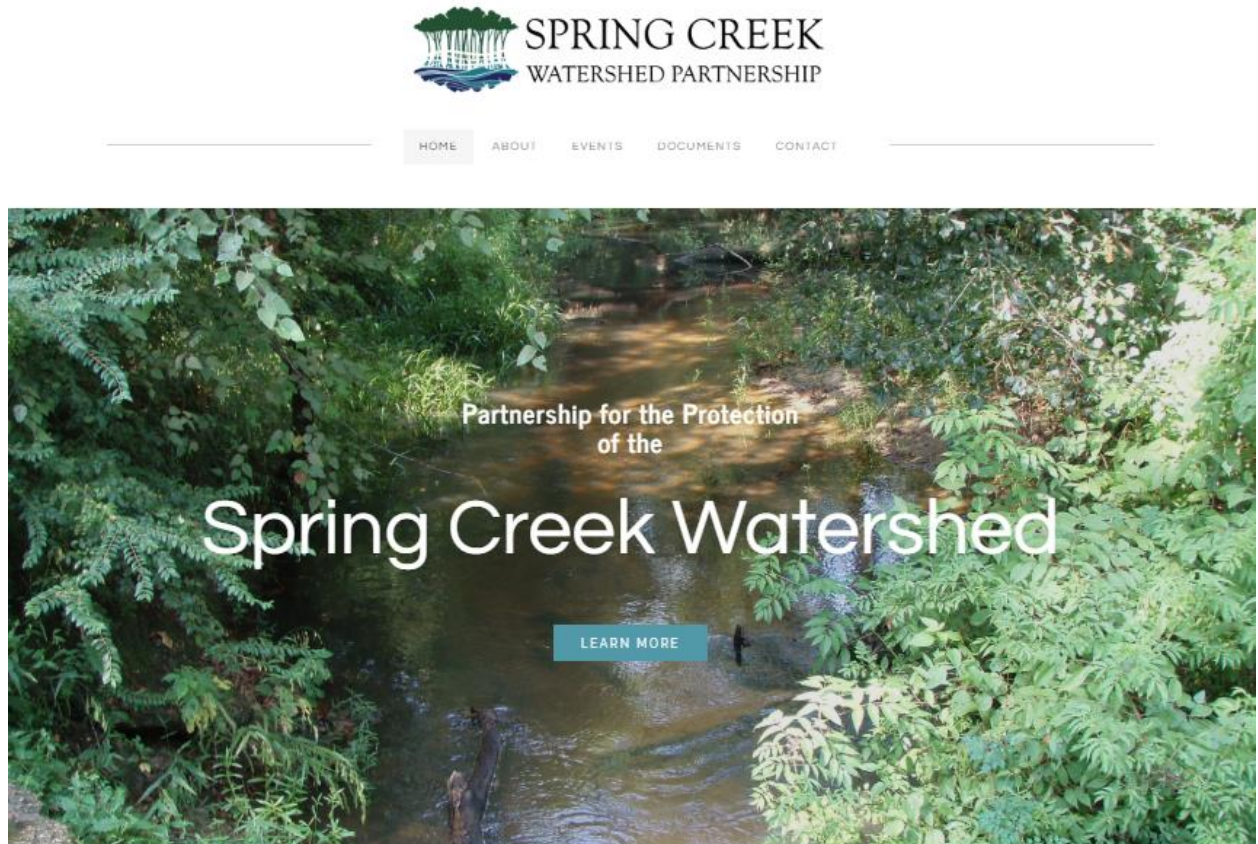 SPRING CREEK
WATERSHED PARTNERSHIP
HOME ABOUT EVENTS DOCUMENTS CONTACT
Partnership for the Protection
of the
Spring Creek Watershed
LEARN MORE